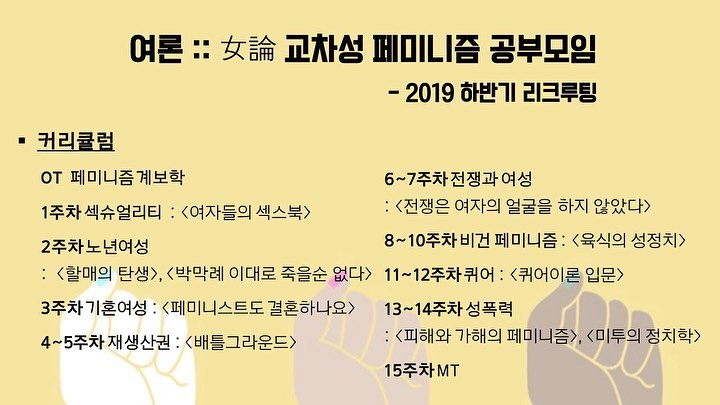 여론 :: 女論 교차성 페미니즘 공부모임
- 2019 하반기 리크루팅
▪ 커리큘럼
OT 페미니즘 계보학
1주차 섹슈얼리티 : <여자들의 섹스북>
2주차 노년여성
: <할매의 탄생>, <박막례 이대로 죽을순 없다>
3주차 기혼여성 : <페미니스트도 결혼하나요>
4~5주차 재생산권 : <배틀그라운드>
6~7주차 전쟁과 여성
: <전쟁은 여자의 얼굴을 하지 않았다>
8~10주차 비건 페미니즘 : <육식의 성정치>
11~12주차 퀴어 : <퀴어이론 입문>
13~14주차 성폭력
: <피해와 가해의 페미니즘>, <미투의 정치학>
15주차 MT